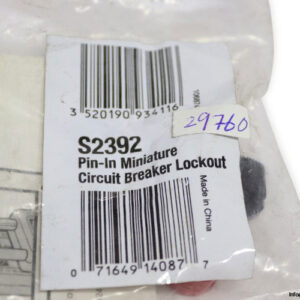 3 520190 934116
29760
S2392
Pin-In Miniature
Circuit Breaker Lockout
Made in China
0 71649 14087 7